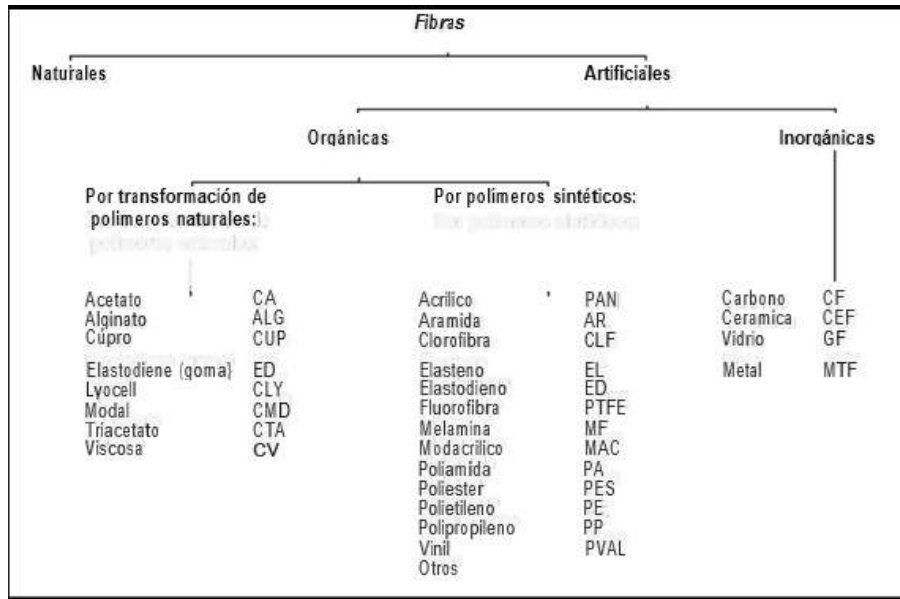 Fibras
Naturales
Artificiales
Orgánicas
Inorgánicas
Por transformación de
polimeros naturales:
Por polimeros sintéticos:
Acetato CA
Alginato ALG
Cúpro CUP
Elastodiene (goma) ED
Lyocell CLY
Modal CMD
Triacetato CTA
Viscosa CV
Acrilico PAN
Aramida AR
Clorofibra CLF
Elasteno EL
Elastodieno ED
Fluorofibra PTFE
Melamina MF
Modacrilico MAC
Poliamida PA
Poliester PES
Polietileno PE
Polipropileno PP
Vinil PVAL
Otros
Carbono CF
Ceramica CEF
Vidrio GF
Metal MTF